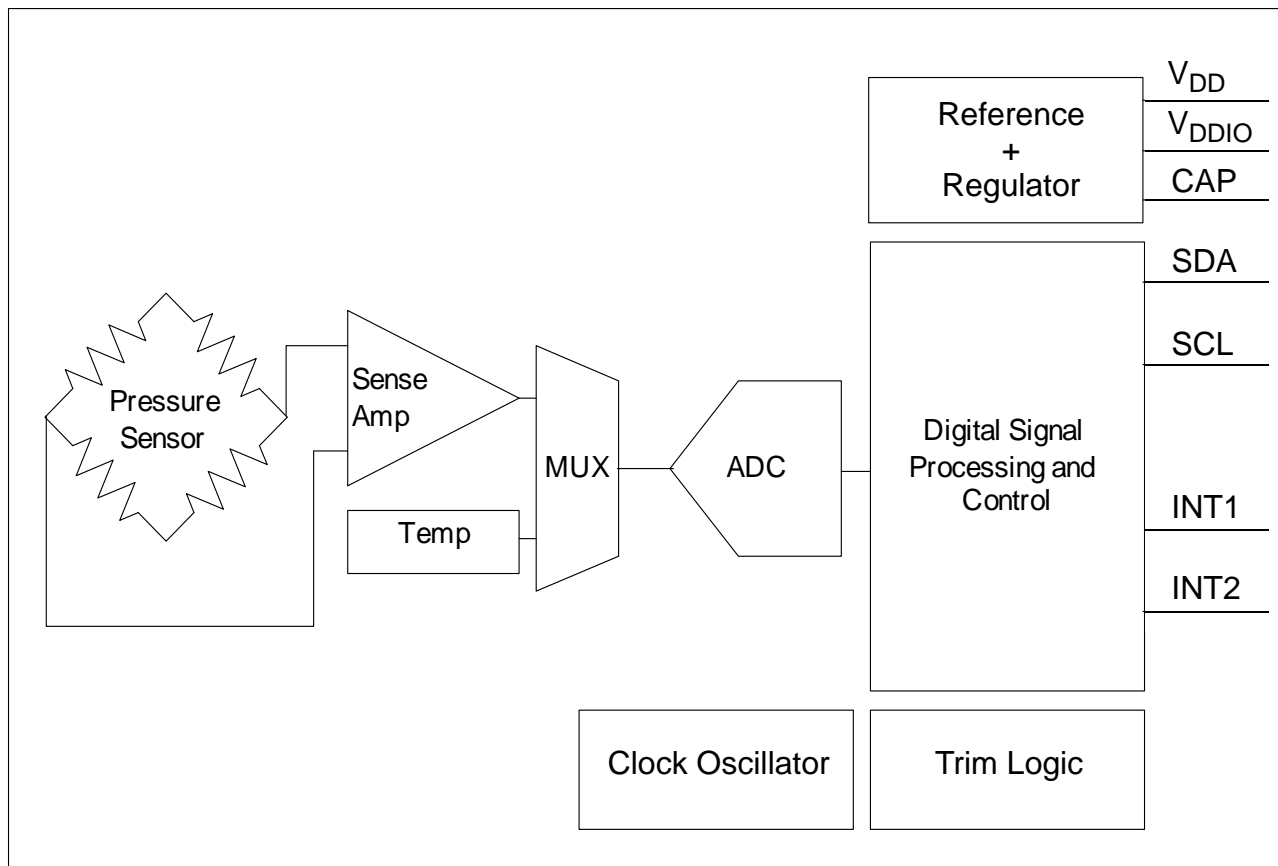 V_DD
Reference
+
Regulator
V_DDIO
CAP
SDA
SCL
Pressure
Sensor
Sense
Amp
MUX
ADC
Digital Signal
Processing and
Control
Temp
INT1
INT2
Clock Oscillator
Trim Logic